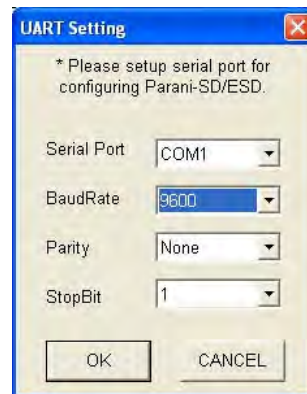 UART Setting
* Please setup serial port for
configuring Parani-SD/ESD.
Serial Port COM1
BaudRate 9600
Parity None
StopBit 1
OK CANCEL